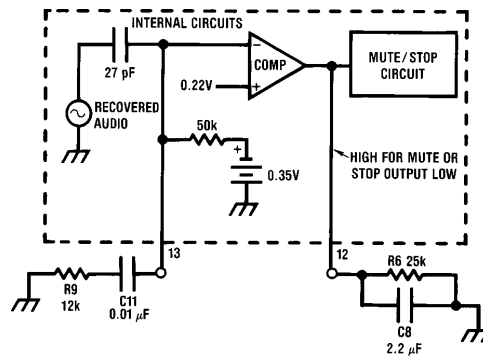 INTERNAL CIRCUITS
27 pF
RECOVERED
AUDIO
−
COMP
+
0.22V
MUTE/STOP
CIRCUIT
50k
+
0.35V
HIGH FOR MUTE OR
STOP OUTPUT LOW
13
12
R9
12k
C11
0.01 μF
R6 25k
C8
2.2 μF